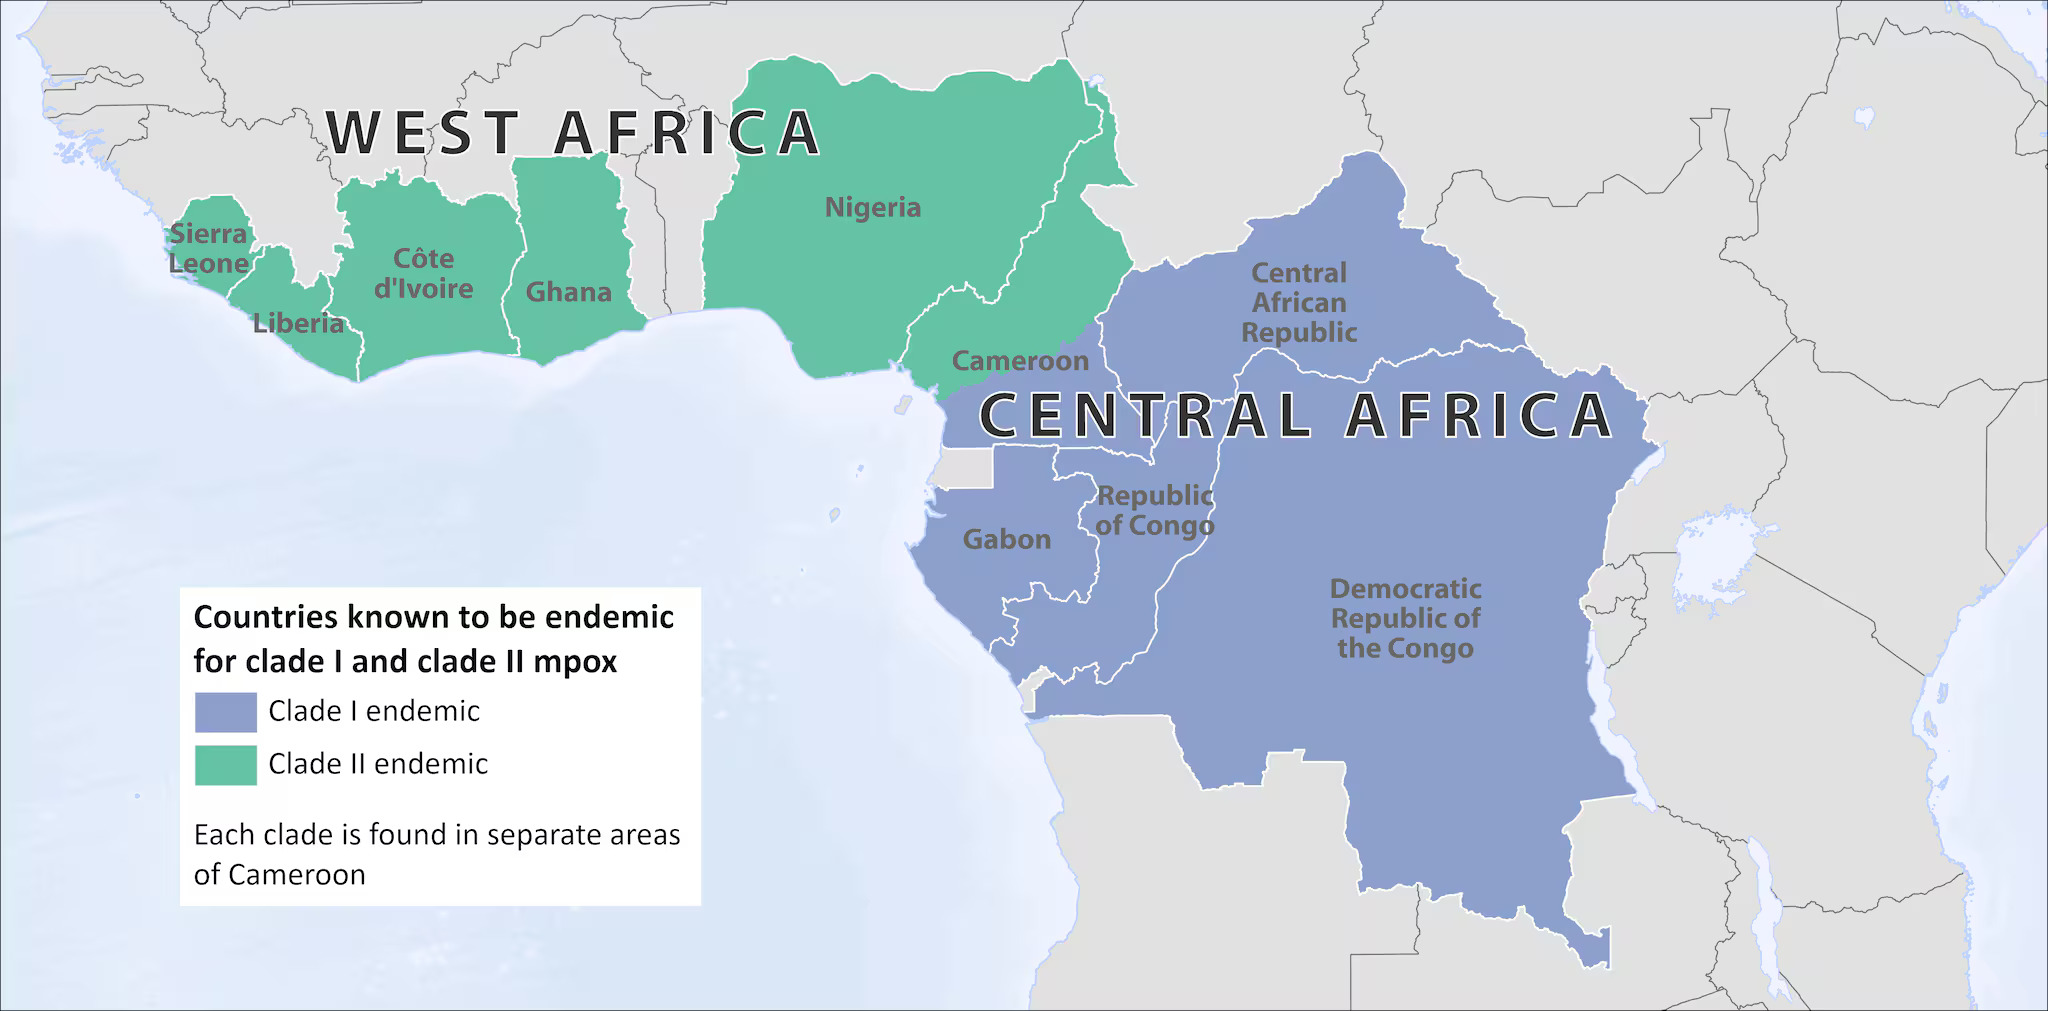 WEST AFRICA
Nigeria
Sierra
Leone
Côte
d'Ivoire
Ghana
Liberia
Central
African
Republic
Cameroon
CENTRAL AFRICA
Republic
of Congo
Gabon
Democratic
Republic of
the Congo
Countries known to be endemic
for clade I and clade II mpox
Clade I endemic
Clade II endemic
Each clade is found in separate areas
of Cameroon